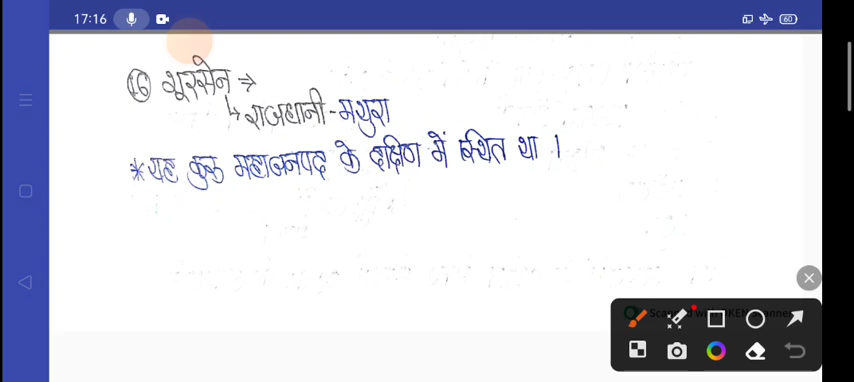 17:16
60
(16) शूरसेन ⇒
↳ राजधानी - मथुरा
* यह कुरु महाजनपद के दक्षिण में स्थित था ।